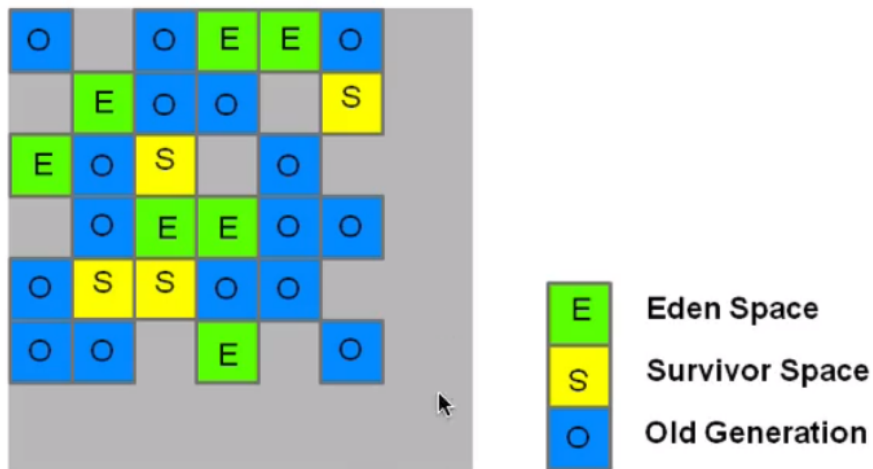 O O E E O
E O O S
E O S O
O E E O O
O S S O O
O O E O
E Eden Space
S Survivor Space
O Old Generation